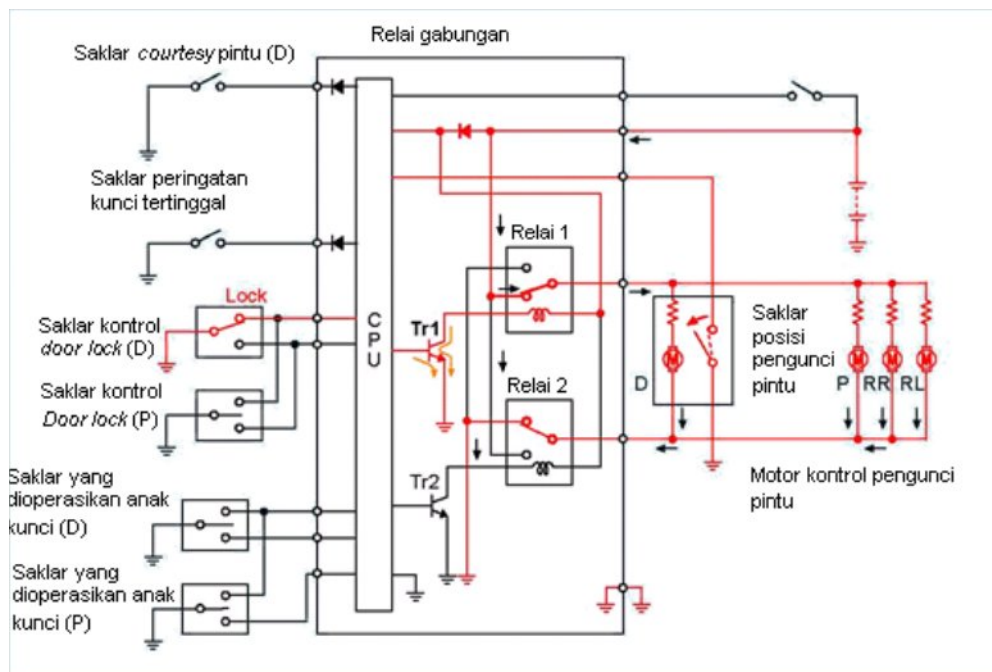 Relai gabungan
Saklar courtesy pintu (D)
Saklar peringatan
kunci tertinggal
Relai 1
Lock
Saklar kontrol
door lock (D)
CPU
Tr1
Saklar
posisi
pengunci
pintu
D
P
RR
RL
Saklar kontrol
Door lock (P)
Relai 2
Motor kontrol pengunci
pintu
Saklar yang
dioperasikan anak
kunci (D)
Tr2
Saklar yang
dioperasikan anak
kunci (P)
M
M
M
M